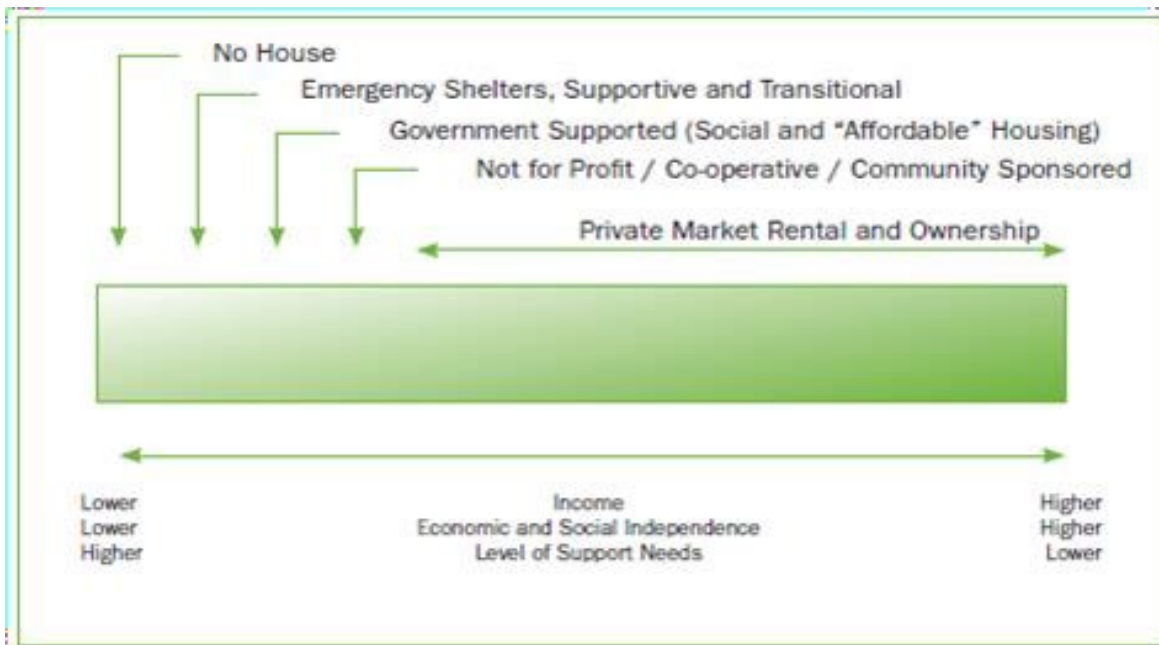 No House
Emergency Shelters, Supportive and Transitional
Government Supported (Social and “Affordable” Housing)
Not for Profit / Co-operative / Community Sponsored
Private Market Rental and Ownership
Lower Income Higher
Lower Economic and Social Independence Higher
Higher Level of Support Needs Lower